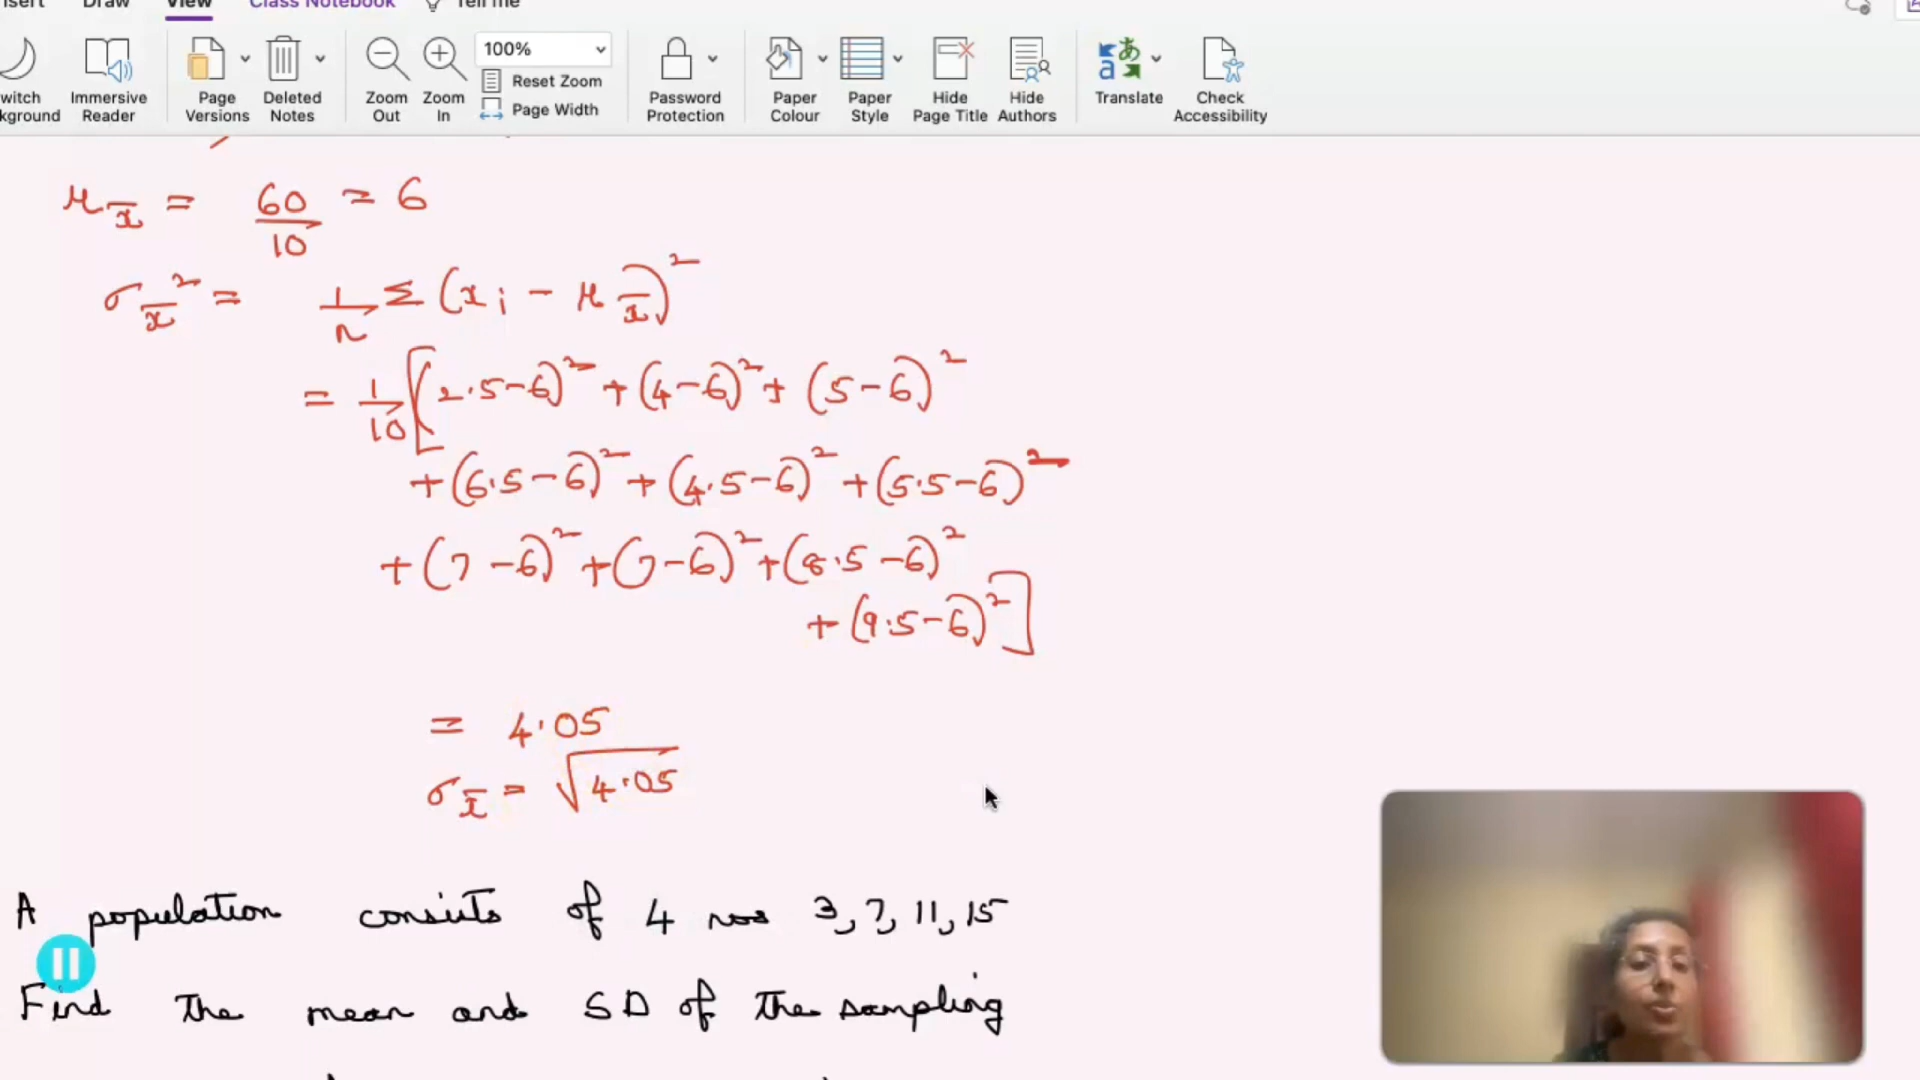 nsert Draw View Class Notebook Tell me
witch kground
Immersive Reader
Page Versions
Deleted Notes
Zoom Out
Zoom In
100%
Reset Zoom
Page Width
Password Protection
Paper Colour
Paper Style
Hide Page Title
Hide Authors
Translate
Check Accessibility
μ_x̄ = 60/10 = 6
σ_x̄² = 1/n Σ (x_i - μ_x̄)²
= 1/10 [(2.5-6)² + (4-6)² + (5-6)²
+ (6.5-6)² + (4.5-6)² + (5.5-6)²
+ (7-6)² + (7-6)² + (8.5-6)²
+ (9.5-6)²]
= 4.05
σ_x̄ = √4.05
A population consists of 4 nos 3, 7, 11, 15
Find the mean and SD of the sampling